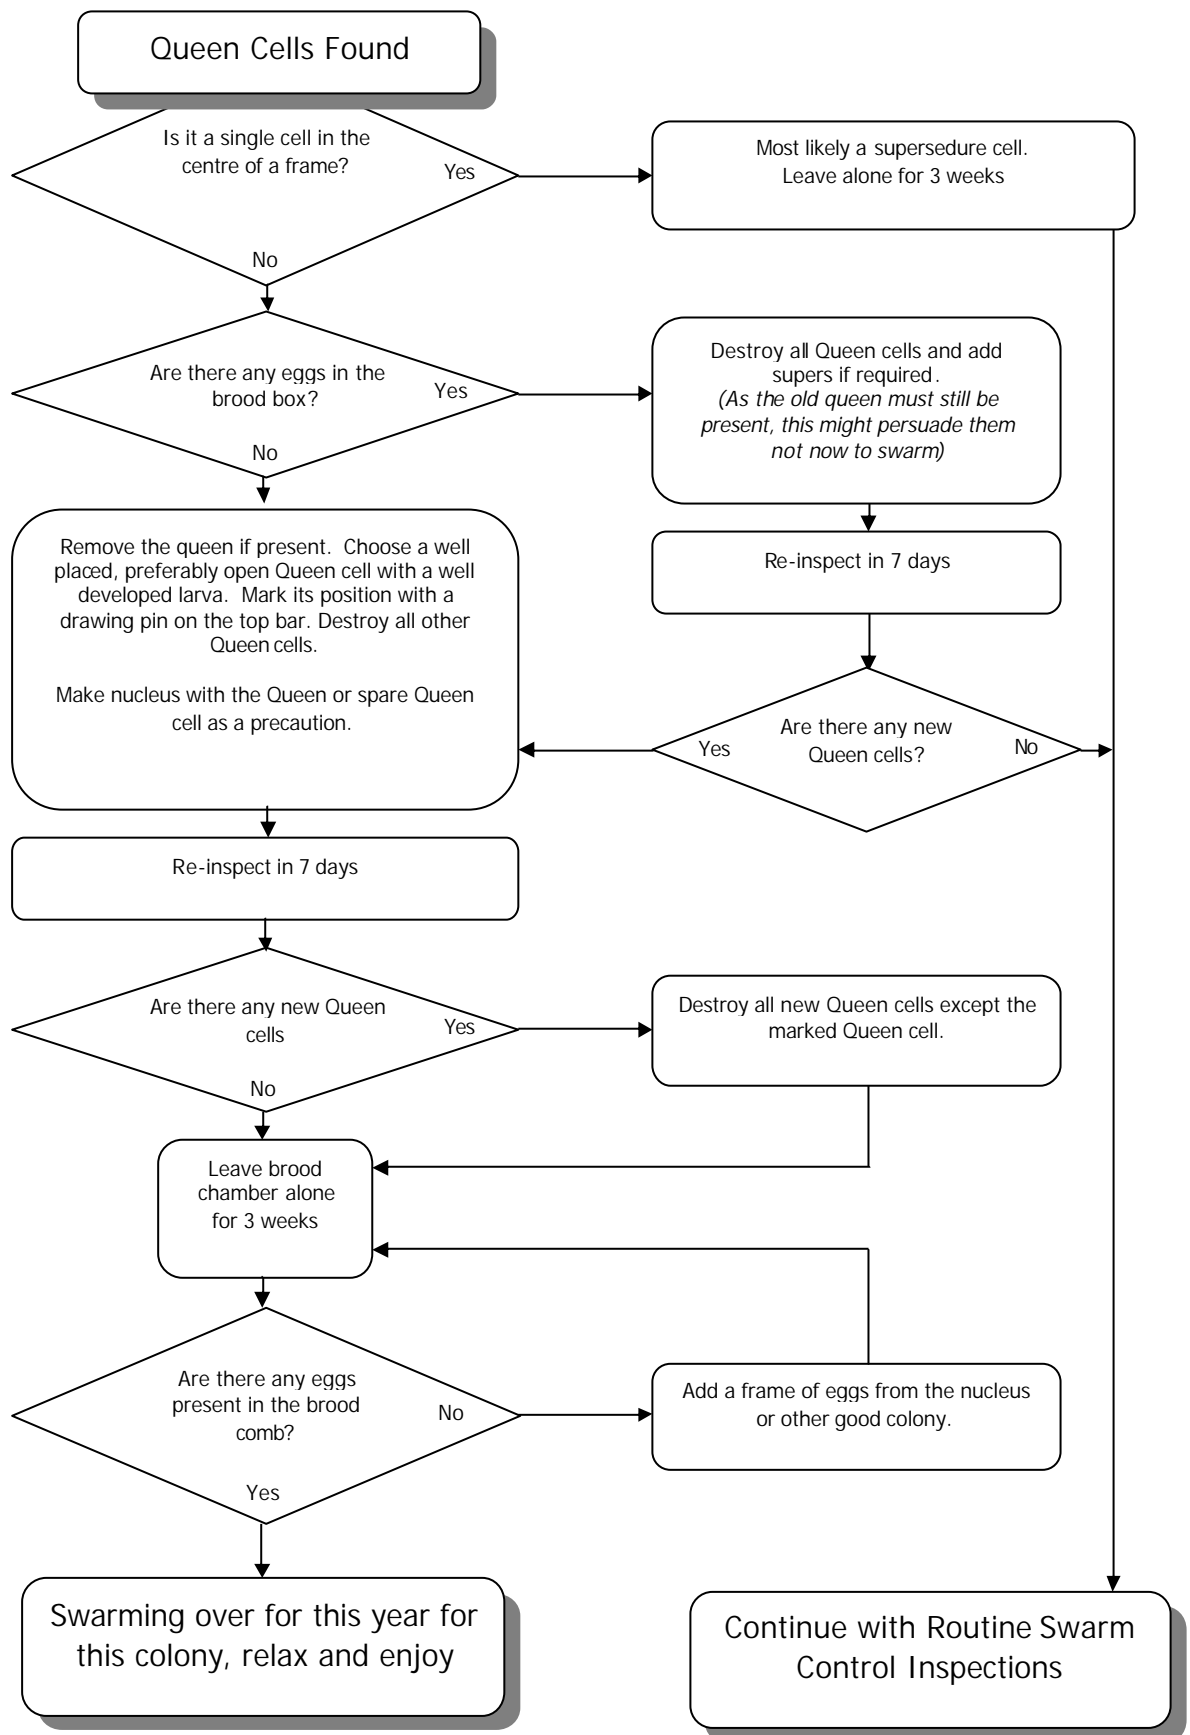 Queen Cells Found
Is it a single cell in the
centre of a frame?
Yes
No
Most likely a supersedure cell.
Leave alone for 3 weeks
Are there any eggs in the
brood box?
Yes
No
Destroy all Queen cells and add
supers if required.
(As the old queen must still be
present, this might persuade them
not now to swarm)
Re-inspect in 7 days
Are there any new
Queen cells?
Yes
No
Remove the queen if present. Choose a well
placed, preferably open Queen cell with a well
developed larva. Mark its position with a
drawing pin on the top bar. Destroy all other
Queen cells.
Make nucleus with the Queen or spare Queen
cell as a precaution.
Re-inspect in 7 days
Are there any new Queen
cells
Yes
No
Destroy all new Queen cells except the
marked Queen cell.
Leave brood
chamber alone
for 3 weeks
Are there any eggs
present in the brood
comb?
No
Yes
Add a frame of eggs from the nucleus
or other good colony.
Swarming over for this year for
this colony, relax and enjoy
Continue with Routine Swarm
Control Inspections